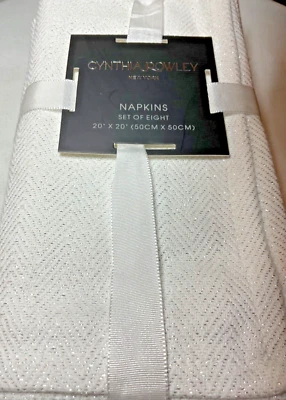 CYNTHIA ROWLEY
NEW YORK
NAPKINS
SET OF EIGHT
20" X 20" (50CM X 50CM)